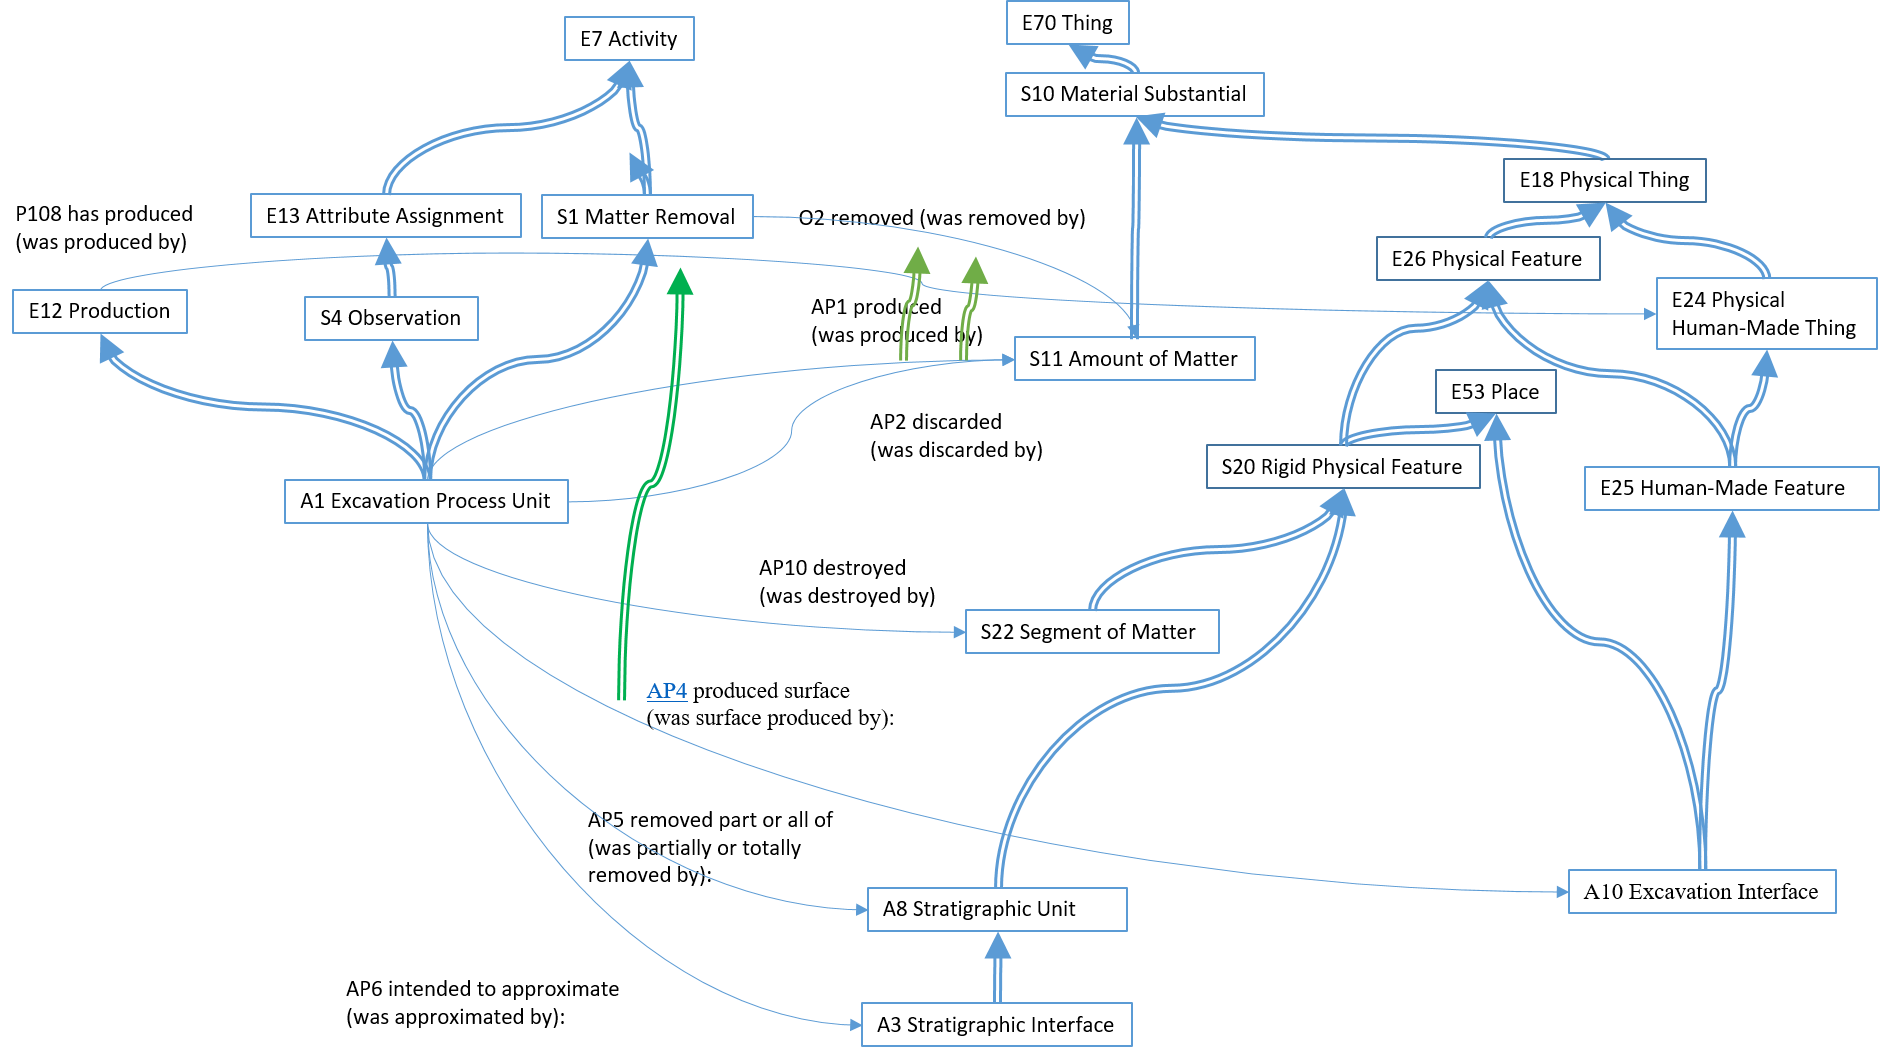 E70 Thing
E7 Activity
S10 Material Substantial
E18 Physical Thing
P108 has produced
(was produced by)
E13 Attribute Assignment
S1 Matter Removal
O2 removed (was removed by)
E26 Physical Feature
E12 Production
S4 Observation
AP1 produced
(was produced by)
E24 Physical
Human-Made Thing
S11 Amount of Matter
E53 Place
AP2 discarded
(was discarded by)
S20 Rigid Physical Feature
E25 Human-Made Feature
A1 Excavation Process Unit
AP10 destroyed
(was destroyed by)
S22 Segment of Matter
AP4 produced surface
(was surface produced by):
AP5 removed part or all of
(was partially or totally
removed by):
A10 Excavation Interface
A8 Stratigraphic Unit
AP6 intended to approximate
(was approximated by):
A3 Stratigraphic Interface